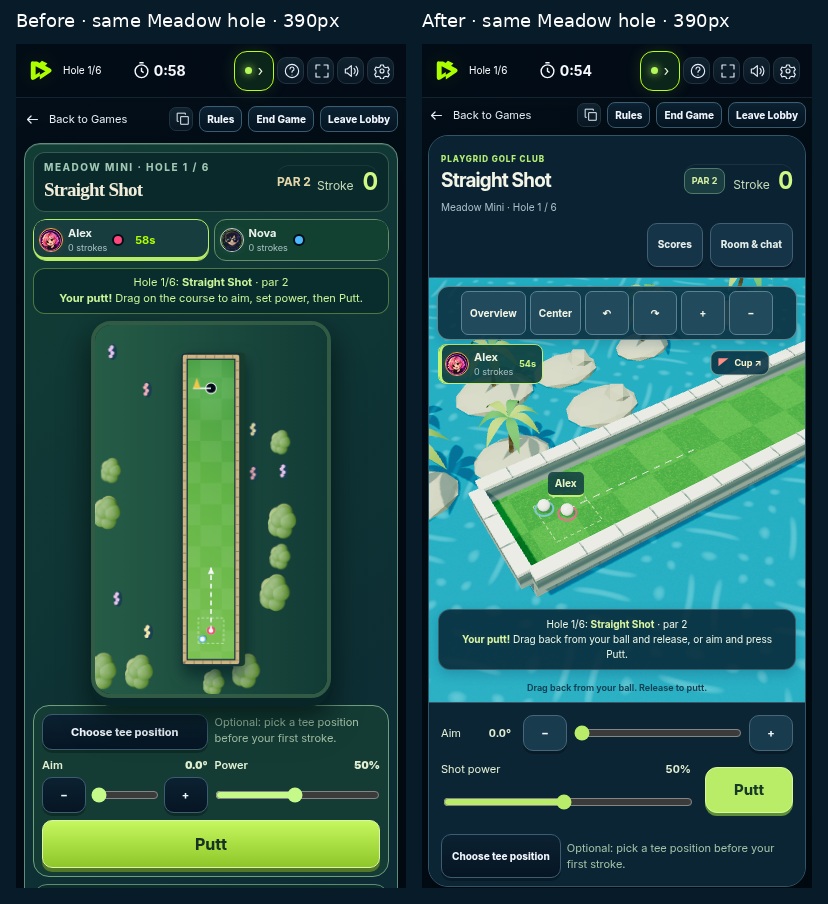 Before · same Meadow hole · 390px
Hole 1/6
0:58
Back to Games
Rules
End Game
Leave Lobby
MEADOW MINI · HOLE 1 / 6
Straight Shot
PAR 2
Stroke 0
Alex
0 strokes
58s
Nova
0 strokes
Hole 1/6: Straight Shot · par 2
Your putt! Drag on the course to aim, set power, then Putt.
Choose tee position
Optional: pick a tee position
before your first stroke.
Aim
0.0°
Power
50%
−
+
Putt
After · same Meadow hole · 390px
Hole 1/6
0:54
Back to Games
Rules
End Game
Leave Lobby
PLAYGRID GOLF CLUB
Straight Shot
Meadow Mini · Hole 1 / 6
PAR 2
Stroke 0
Scores
Room & chat
Overview
Center
↶
↷
+
−
Alex
0 strokes
54s
Cup ↗
Alex
Hole 1/6: Straight Shot · par 2
Your putt! Drag back from your ball and release, or aim and press
Putt.
Drag back from your ball. Release to putt.
Aim
0.0°
−
+
Shot power
50%
Putt
Choose tee position
Optional: pick a tee position before your
first stroke.